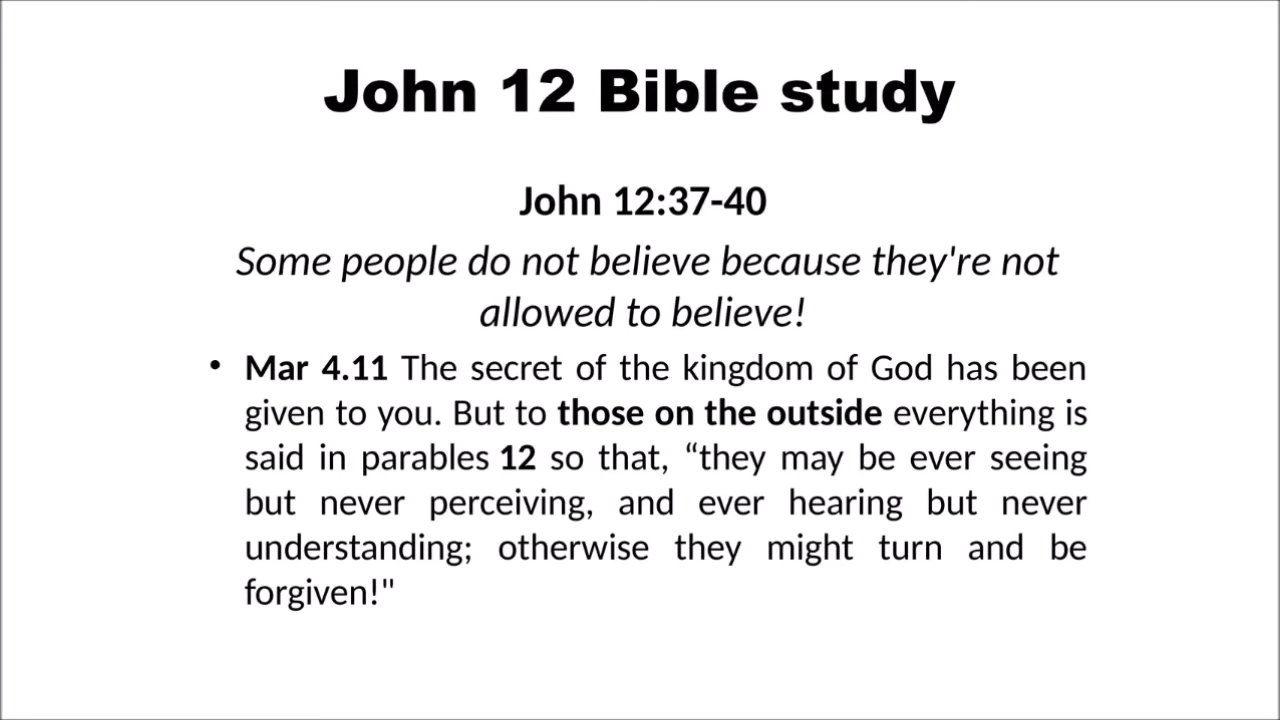 John 12 Bible study
John 12:37-40
Some people do not believe because they're not
allowed to believe!
• Mar 4.11 The secret of the kingdom of God has been
given to you. But to those on the outside everything is
said in parables 12 so that, “they may be ever seeing
but never perceiving, and ever hearing but never
understanding; otherwise they might turn and be
forgiven!"